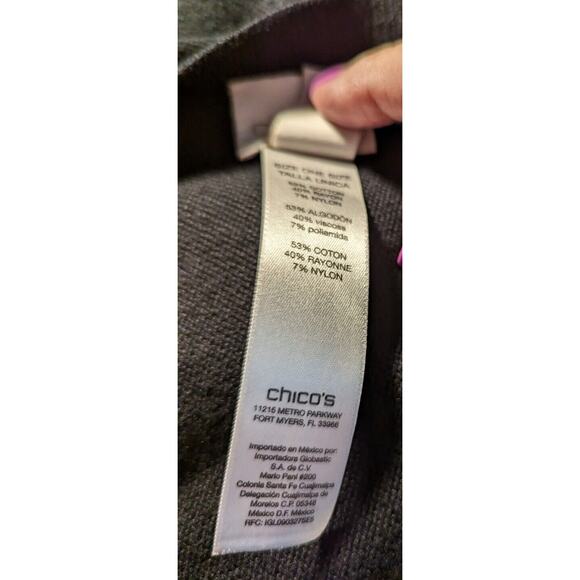 SIZE ONE SIZE
TALLA UNICA
53% COTTON
40% RAYON
7% NYLON
53% ALGODÓN
40% viscosa
7% poliamida
53% COTON
40% RAYONNE
7% NYLON
chico's
11215 METRO PARKWAY
FORT MYERS, FL 33966
Importado en México por:
Importadora Globastic
S.A. de C.V.
Mario Pani #200
Colonia Santa Fe Cuajimalpa
Delegación Cuajimalpa de
Morelos C.P. 05348
México D.F. México
RFC: IGL0903276E5